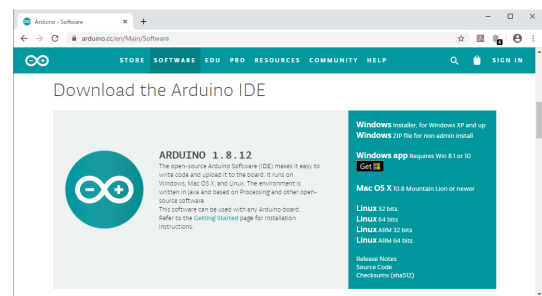 Arduino - Software
arduino.cc/en/Main/Software
STORE SOFTWARE EDU PRO RESOURCES COMMUNITY HELP SIGN IN
Download the Arduino IDE
ARDUINO 1.8.12
The open-source Arduino Software (IDE) makes it easy to
write code and upload it to the board. It runs on
Windows, Mac OS X, and Linux. The environment is
written in Java and based on Processing and other open-
source software.
This software can be used with any Arduino board.
Refer to the Getting Started page for Installation
instructions.
Windows Installer, for Windows XP and up
Windows ZIP file for non admin install
Windows app Requires Win 8.1 or 10
Get
Mac OS X 10.8 Mountain Lion or newer
Linux 32 bits
Linux 64 bits
Linux ARM 32 bits
Linux ARM 64 bits
Release Notes
Source Code
Checksums (sha512)